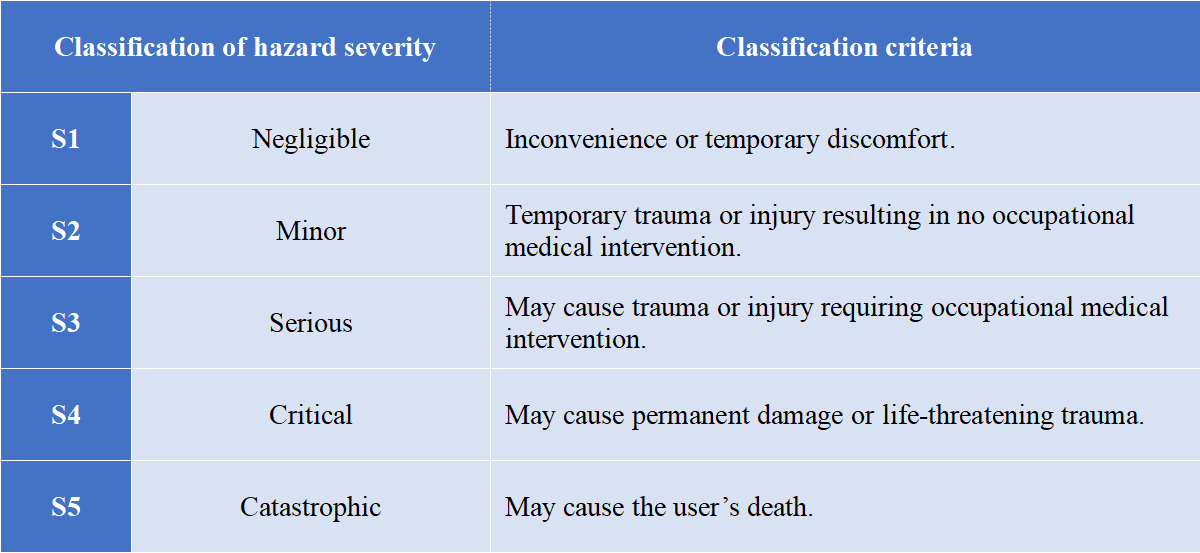 Classification of hazard severity
Classification criteria
S1
Negligible
Inconvenience or temporary discomfort.
S2
Minor
Temporary trauma or injury resulting in no occupational
medical intervention.
S3
Serious
May cause trauma or injury requiring occupational medical
intervention.
S4
Critical
May cause permanent damage or life-threatening trauma.
S5
Catastrophic
May cause the user’s death.